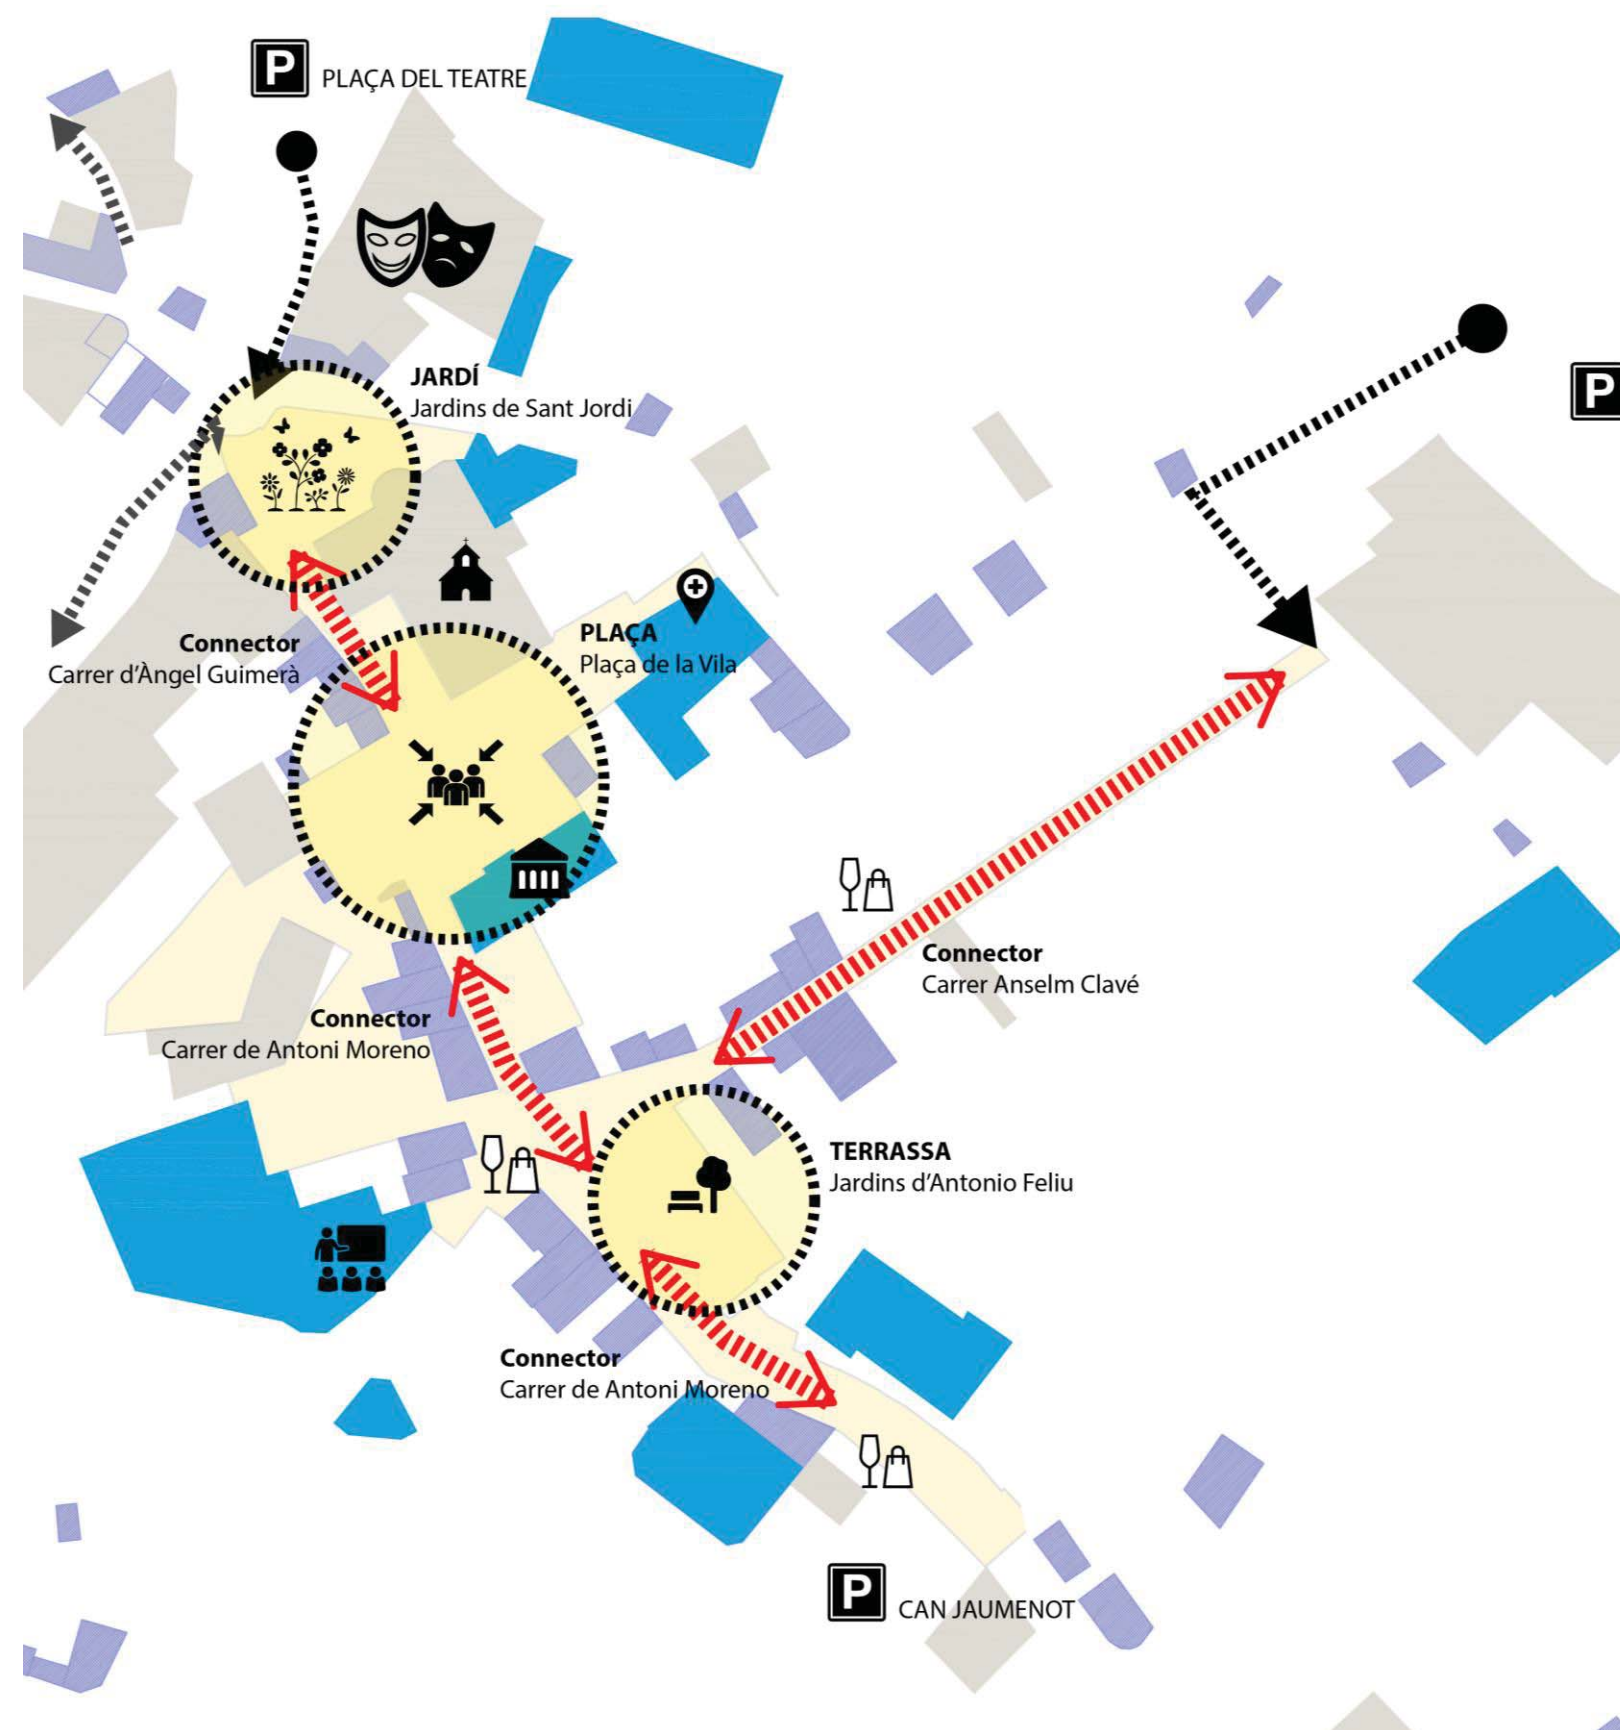 P PLAÇA DEL TEATRE
P
JARDÍ
Jardins de Sant Jordi
PLAÇA
Plaça de la Vila
Connector
Carrer d'Àngel Guimerà
Connector
Carrer Anselm Clavé
Connector
Carrer de Antoni Moreno
TERRASSA
Jardins d'Antonio Feliu
Connector
Carrer de Antoni Moreno
P CAN JAUMENOT